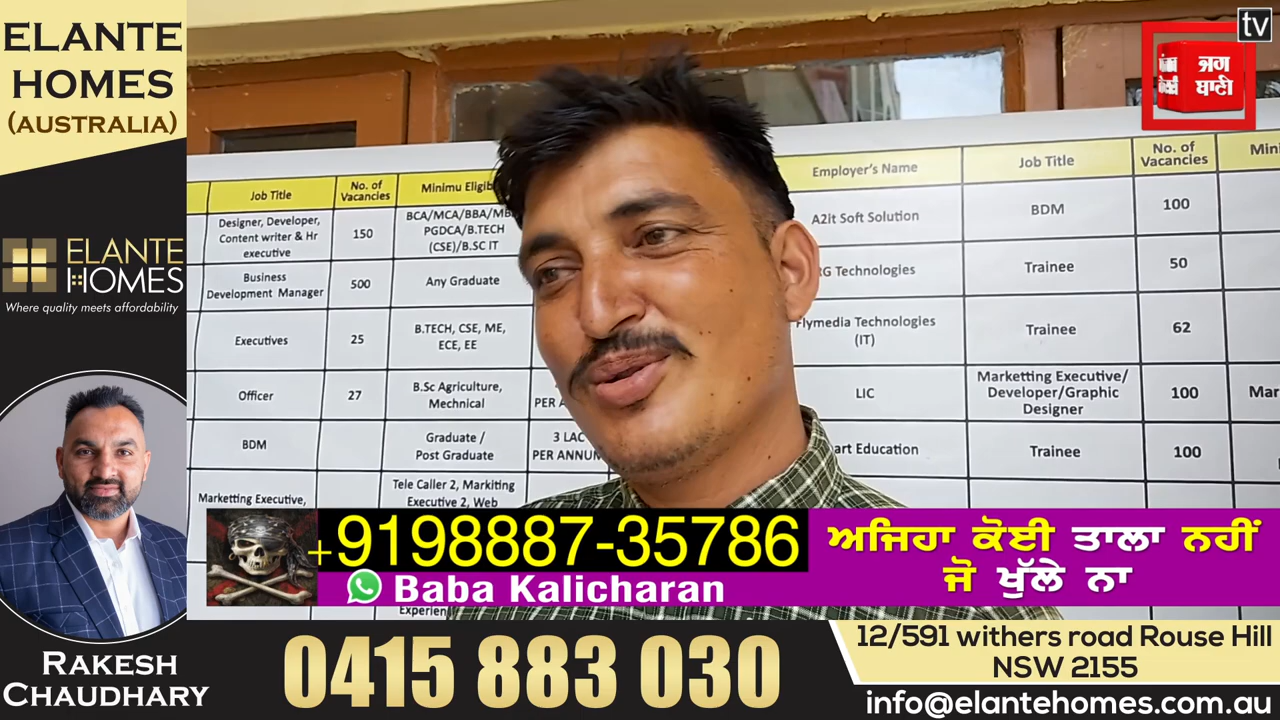 ELANTE
HOMES
(AUSTRALIA)
ELANTE
HOMES
Where quality meets affordability
RAKESH
CHAUDHARY
tv
ਜਗ
ਬਾਣੀ
Job Title
No. of
Vacancies
Designer, Developer,
Content writer & Hr
executive
150
BCA/MCA/BBA/
PGDCA/B.TECH
(CSE)/B.SC IT
Business
Development Manager
500
Any Graduate
Executives
25
B.TECH, CSE, ME,
ECE, EE
Officer
27
B.Sc Agriculture,
Mechnical
PER
BDM
Graduate /
Post Graduate
3 LAC
PER ANNUM
Marketting Executive,
Tele Caller 2, Markiting
Executive 2, Web
Employer's Name
Job Title
No. of
Vacancies
A2it Soft Solution
BDM
100
Technologies
Trainee
50
Flymedia Technologies
(IT)
Trainee
62
LIC
Marketting Executive/
Developer/Graphic
Designer
100
Education
Trainee
100
+9198887-35786
Baba Kalicharan
ਅਜਿਹਾ ਕੋਈ ਤਾਲਾ ਨਹੀਂ
ਜੋ ਖੁੱਲੇ ਨਾ
0415 883 030
12/591 withers road Rouse Hill
NSW 2155
info@elantehomes.com.au